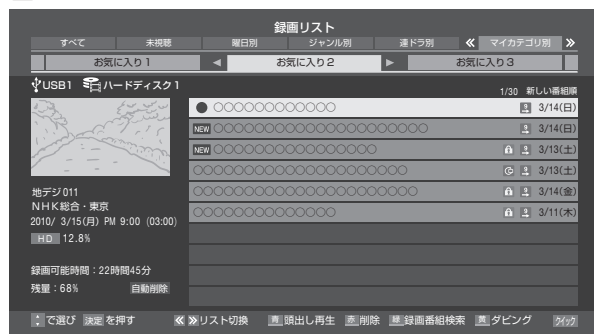 録画リスト
すべて 未視聴 曜日別 ジャンル別 連ドラ別 « マイカテゴリ別 »
お気に入り1 ◀ お気に入り2 ▶ お気に入り3
USB1 ハードディスク1
1/30 新しい番組順
● ○○○○○○○○○○○○ 3/14(日)
NEW ○○○○○○○○○○○○○○○○○○○○○ 3/14(日)
NEW ○○○○○○○○○○○○○○○○ 3/13(土)
○○○○○○○○○○○○○○○○○○○○○ 3/13(土)
○○○○○○○○○○○○○○○○○○○○○○ 3/14(金)
○○○○○○○○○○○○○○ 3/11(木)
地デジ011
NHK総合・東京
2010/ 3/15(月) PM 9:00 (03:00)
HD 12.8%
録画可能時間:22時間45分
残量:68% 自動削除
で選び 決定 を押す «»リスト切換 青 頭出し再生 赤 削除 緑 録画番組検索 黄 ダビング クイック